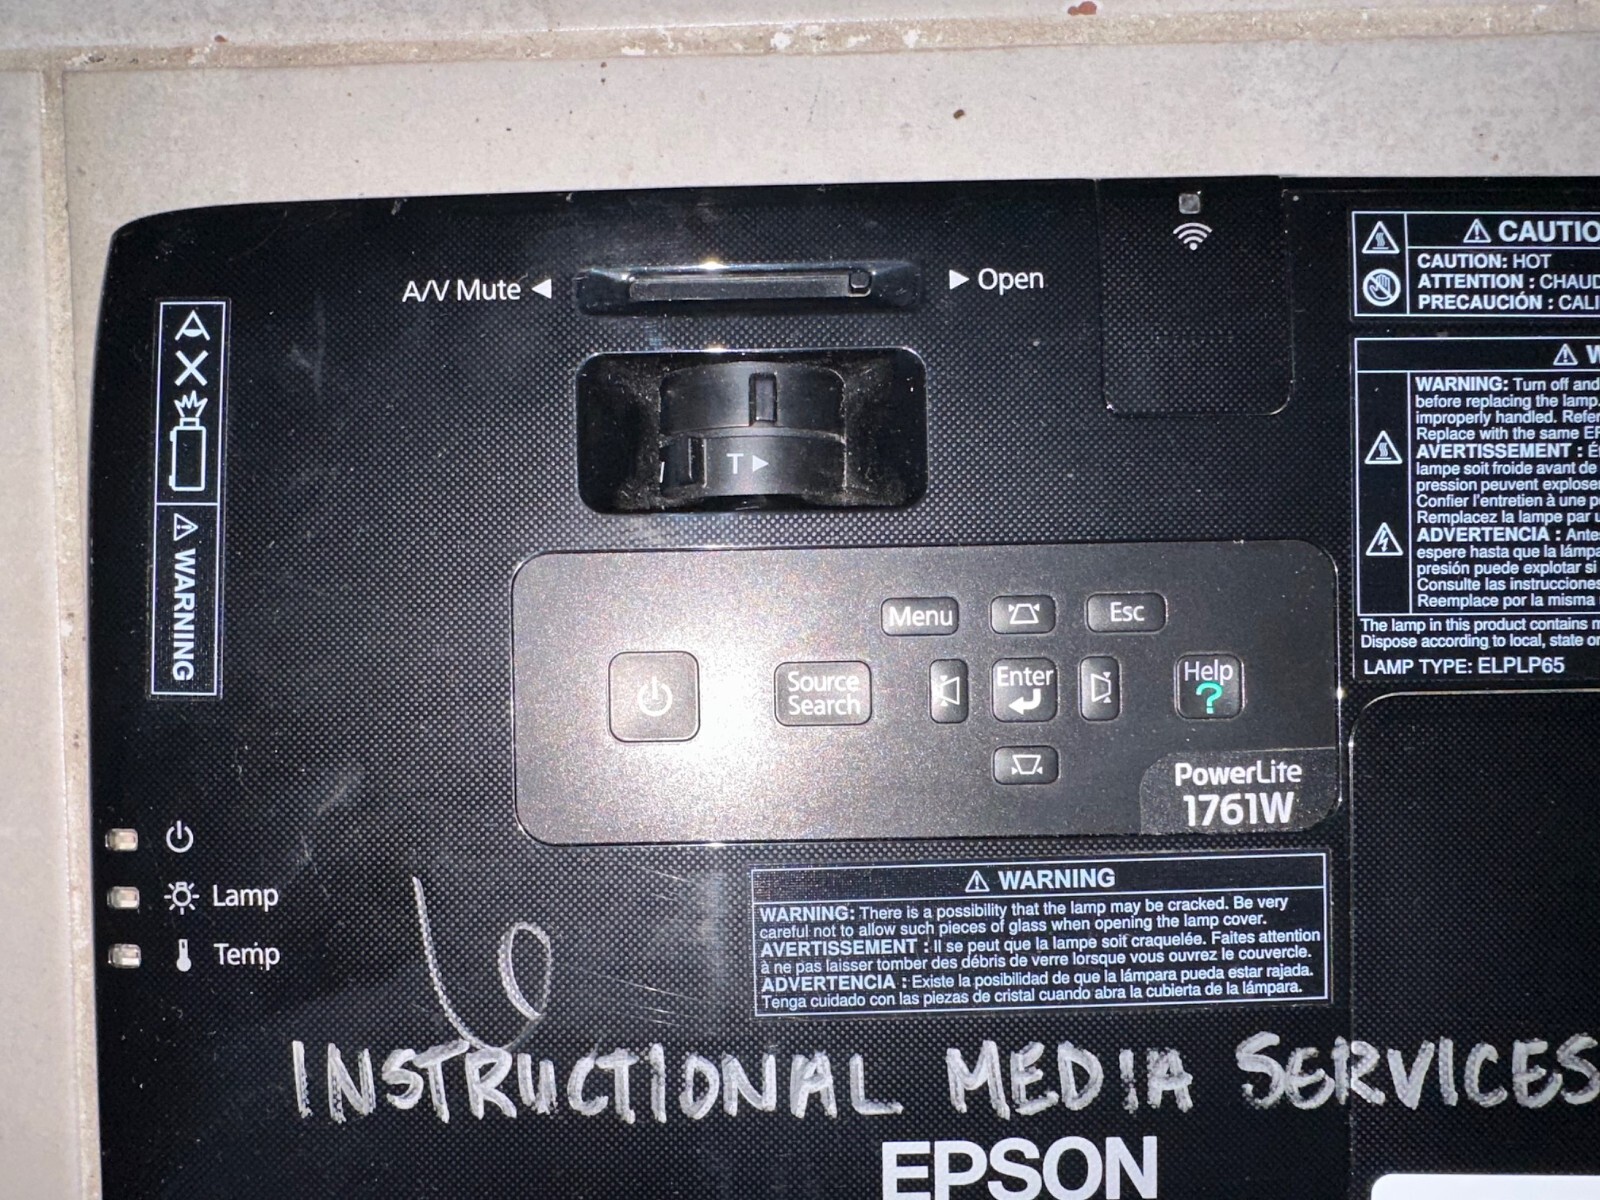 A/V Mute ◀
▶ Open
⚠ CAUTIO
CAUTION: HOT
ATTENTION : CHAUD
PRECAUCIÓN : CALI
⚠ WARNING
T▶
⚠ W
WARNING: Turn off and
before replacing the lamp.
improperly handled. Refer
Replace with the same EP
AVERTISSEMENT : É
lampe soit froide avant de
pression peuvent exploser
Confier l'entretien à une p
Remplacez la lampe par u
ADVERTENCIA : Ante
espere hasta que la lámpa
presión puede explotar si
Consulte las instrucciones
Reemplace por la misma
The lamp in this product contains m
Dispose according to local, state or
LAMP TYPE: ELPLP65
Menu
Esc
Source
Search
Enter
Help
?
PowerLite
1761W
Lamp
Temp
⚠ WARNING
WARNING: There is a possibility that the lamp may be cracked. Be very
careful not to allow such pieces of glass when opening the lamp cover.
AVERTISSEMENT : Il se peut que la lampe soit craquelée. Faites attention
à ne pas laisser tomber des débris de verre lorsque vous ouvrez le couvercle.
ADVERTENCIA : Existe la posibilidad de que la lámpara pueda estar rajada.
Tenga cuidado con las piezas de cristal cuando abra la cubierta de la lámpara.
6
INSTRUCTIONAL MEDIA SERVICES
EPSON